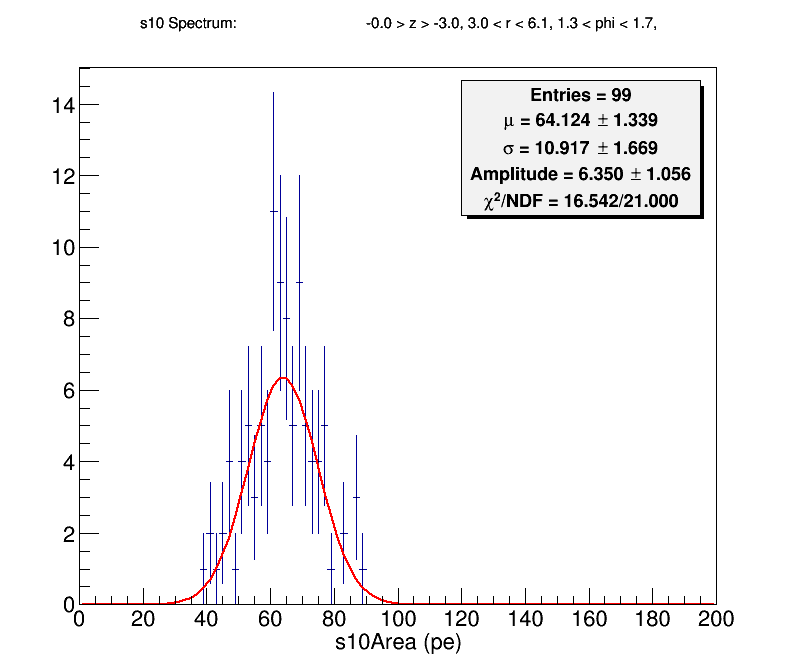 s10 Spectrum: -0.0 > z > -3.0, 3.0 < r < 6.1, 1.3 < phi < 1.7,
Entries = 99
μ = 64.124 ± 1.339
σ = 10.917 ± 1.669
Amplitude = 6.350 ± 1.056
χ²/NDF = 16.542/21.000
14
12
10
8
6
4
2
0
0 20 40 60 80 100 120 140 160 180 200
s10Area (pe)